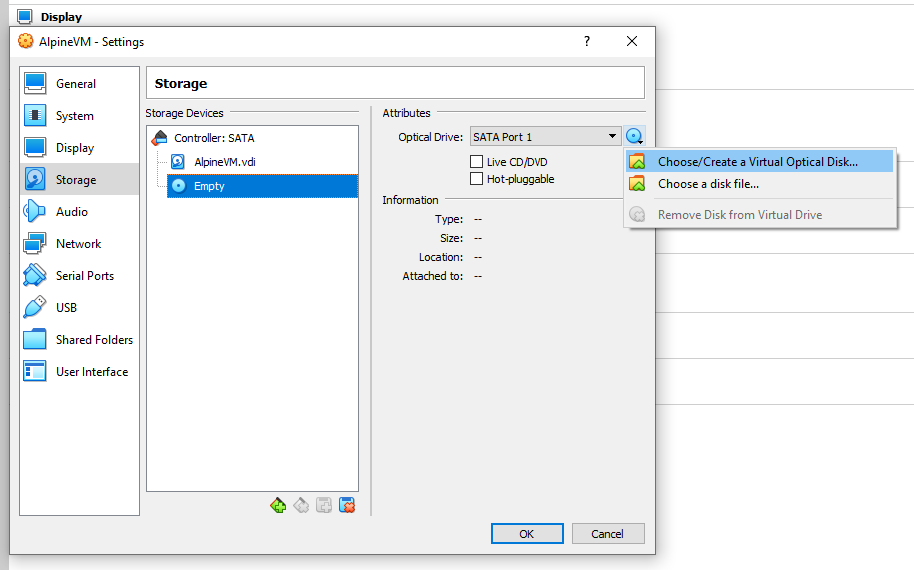 Display
AlpineVM - Settings
?
General
System
Display
Storage
Audio
Network
Serial Ports
USB
Shared Folders
User Interface
Storage
Storage Devices
Controller: SATA
AlpineVM.vdi
Empty
Attributes
Optical Drive: SATA Port 1
Live CD/DVD
Hot-pluggable
Information
Type: --
Size: --
Location: --
Attached to: --
Choose/Create a Virtual Optical Disk...
Choose a disk file...
Remove Disk from Virtual Drive
OK
Cancel